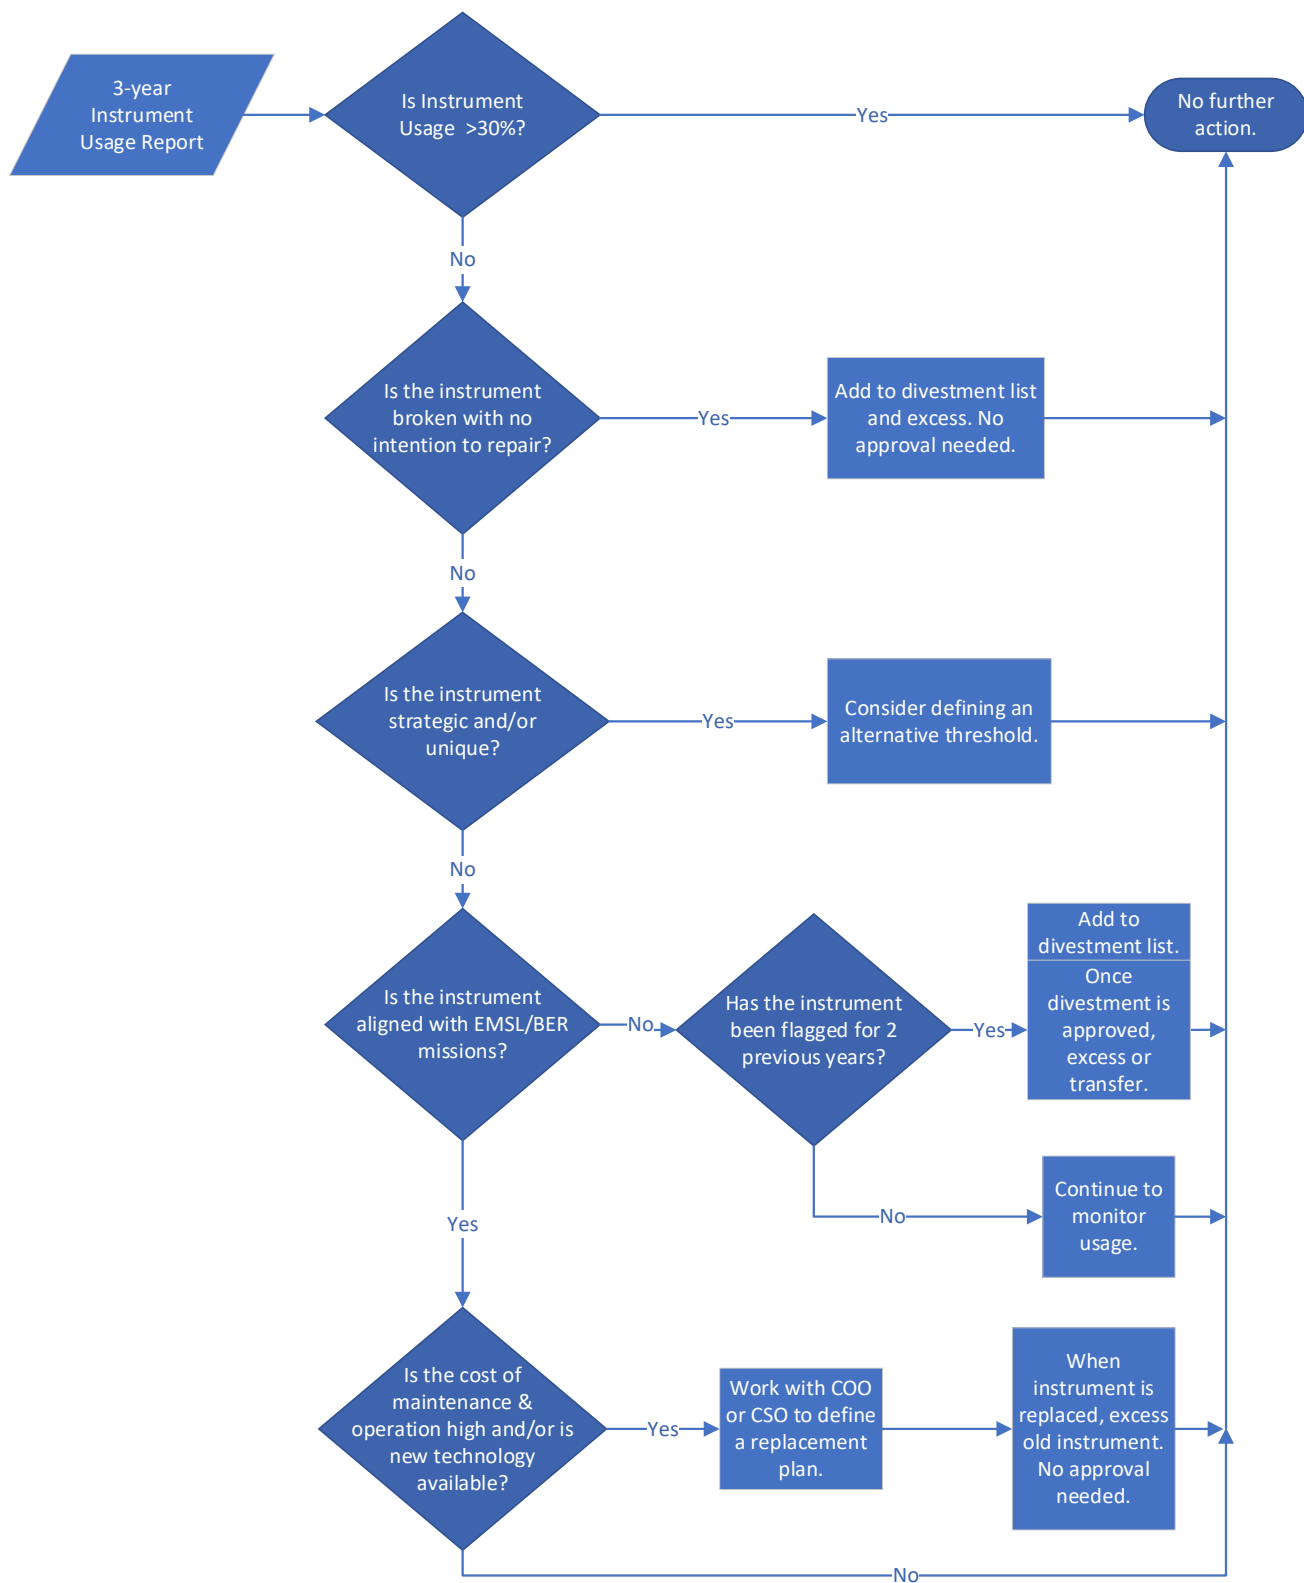 3-year
Instrument
Usage Report
Is Instrument
Usage  >30%?
Yes
No further
action.
No
Is the instrument
broken with no
intention to repair?
Yes
Add to divestment list
and excess. No
approval needed.
No
Is the instrument
strategic and/or
unique?
Yes
Consider defining an
alternative threshold.
No
Is the instrument
aligned with EMSL/BER
missions?
No
Has the instrument
been flagged for 2
previous years?
Yes
Add to
divestment list.
Once
divestment is
approved,
excess or
transfer.
No
Continue to
monitor
usage.
Yes
Is the cost of
maintenance &
operation high and/or is
new technology
available?
Yes
Work with COO
or CSO to define
a replacement
plan.
When
instrument is
replaced, excess
old instrument.
No approval
needed.
No